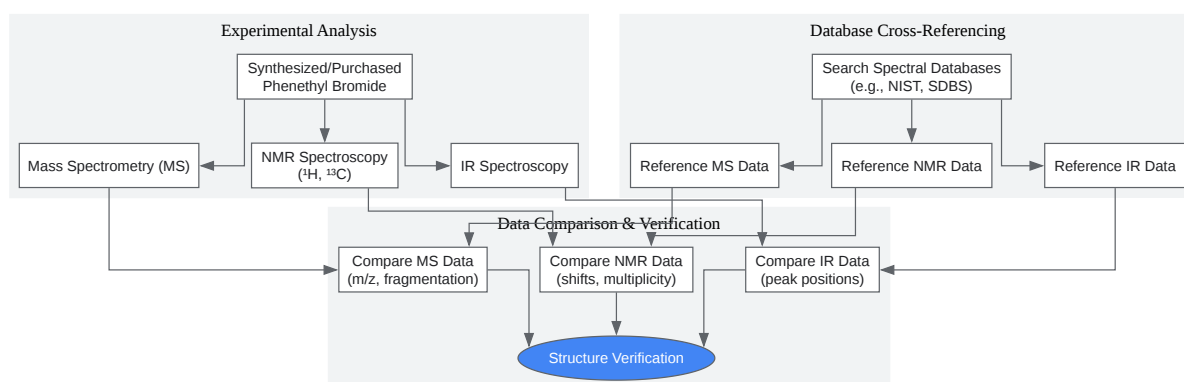 Experimental Analysis
Database Cross-Referencing
Synthesized/Purchased
Phenethyl Bromide
Search Spectral Databases
(e.g., NIST, SDBS)
Mass Spectrometry (MS)
NMR Spectroscopy
(¹H, ¹³C)
IR Spectroscopy
Reference MS Data
Reference NMR Data
Reference IR Data
Data Comparison & Verification
Compare MS Data
(m/z, fragmentation)
Compare NMR Data
(shifts, multiplicity)
Compare IR Data
(peak positions)
Structure Verification